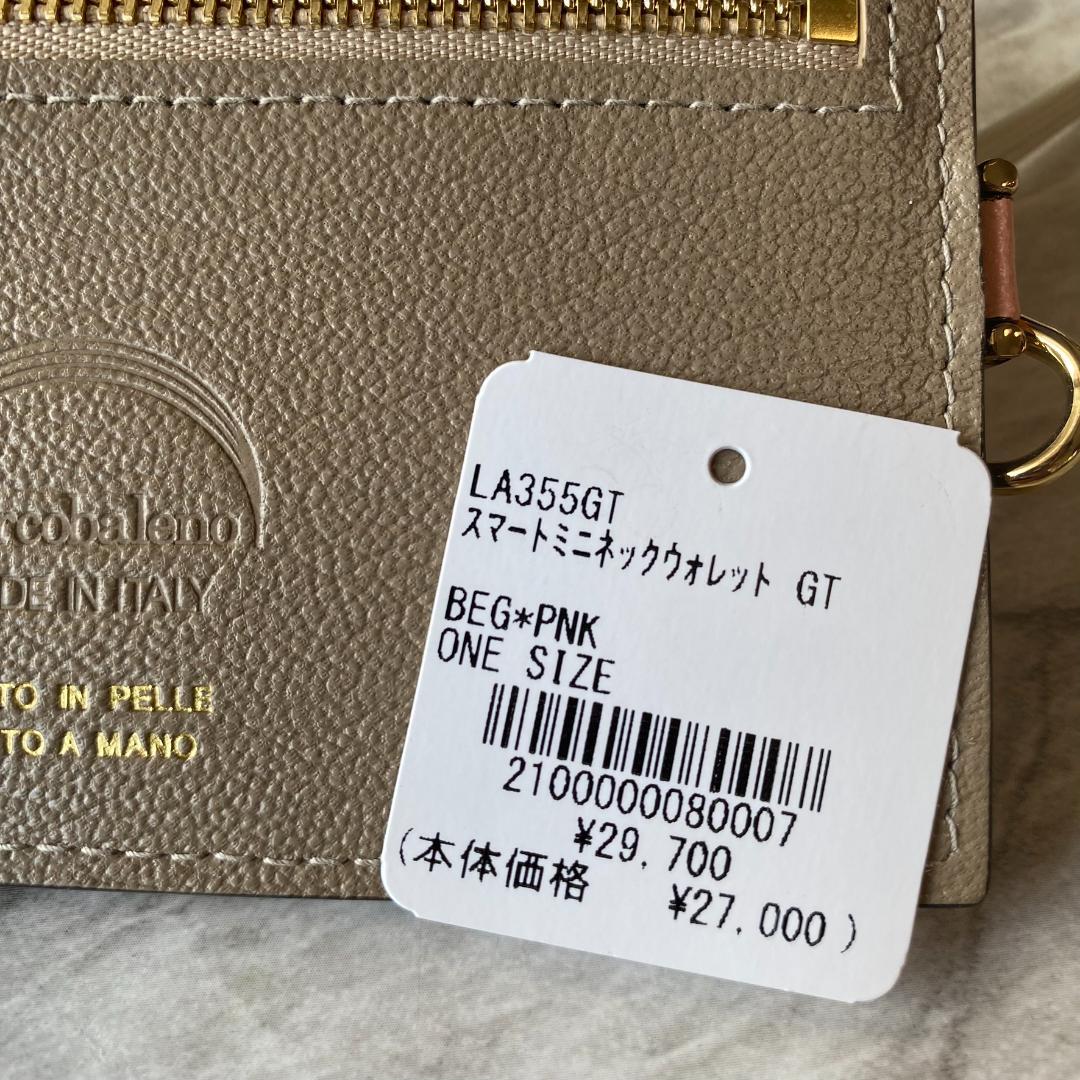 rcobaleno
DE IN ITALY
TO IN PELLE
TO A MANO
LA355GT
スマートミニネックウォレット GT
BEG*PNK
ONE SIZE
2100000080007
¥29,700
(本体価格 ¥27,000)